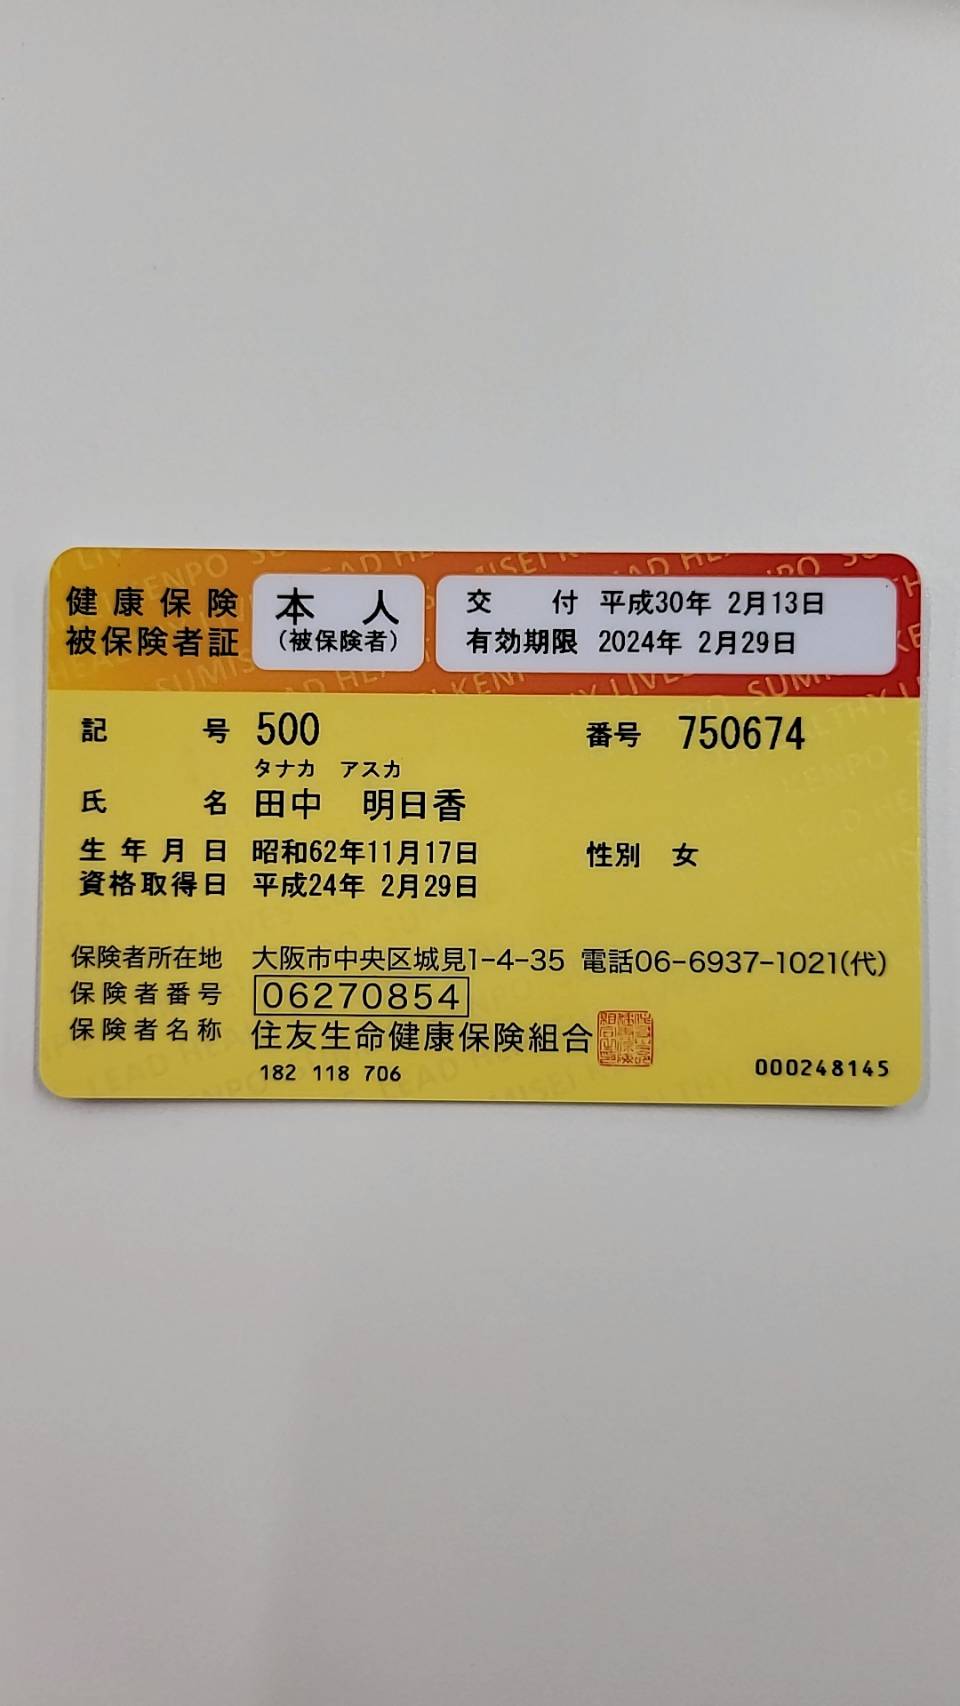 健康保険
被保険者証
本人
(被保険者)
交付 平成30年 2月13日
有効期限 2024年 2月29日
記号 500
番号 750674
タナカ アスカ
氏名 田中 明日香
生年月日 昭和62年11月17日
性別 女
資格取得日 平成24年 2月29日
保険者所在地 大阪市中央区城見1-4-35 電話06-6937-1021(代)
保険者番号 06270854
保険者名称 住友生命健康保険組合
182 118 706
000248145